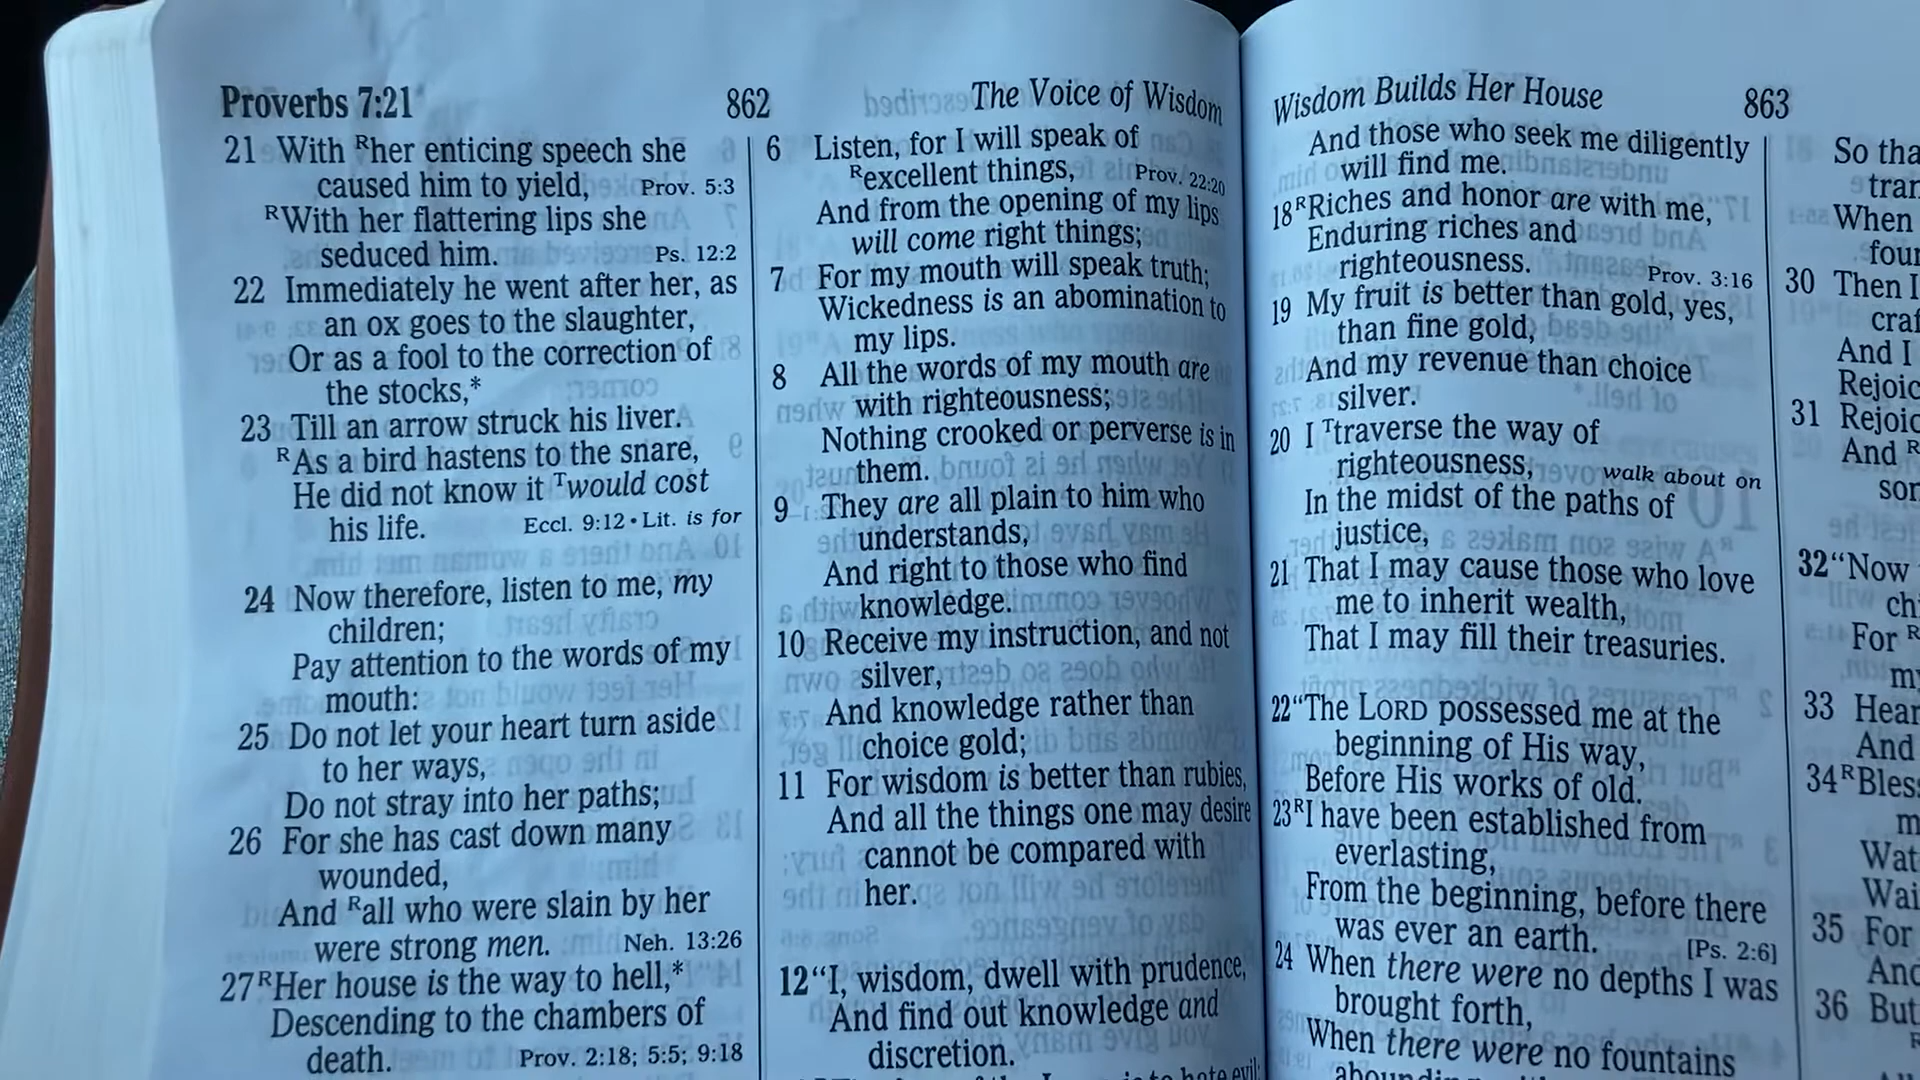 Proverbs 7:21
862
The Voice of Wisdom
21 With ᴿher enticing speech she
caused him to yield, Prov. 5:3
ᴿWith her flattering lips she
seduced him. Ps. 12:2
22 Immediately he went after her, as
an ox goes to the slaughter,
Or as a fool to the correction of
the stocks,*
23 Till an arrow struck his liver.
ᴿAs a bird hastens to the snare,
He did not know it ᵀwould cost
his life. Eccl. 9:12 • Lit. is for
24 Now therefore, listen to me, my
children;
Pay attention to the words of my
mouth:
25 Do not let your heart turn aside
to her ways,
Do not stray into her paths;
26 For she has cast down many
wounded,
And ᴿall who were slain by her
were strong men. Neh. 13:26
27 ᴿHer house is the way to hell,*
Descending to the chambers of
death. Prov. 2:18; 5:5; 9:18
6 Listen, for I will speak of
ᴿexcellent things, Prov. 22:20
And from the opening of my lips
will come right things;
7 For my mouth will speak truth;
Wickedness is an abomination to
my lips.
8 All the words of my mouth are
with righteousness;
Nothing crooked or perverse is in
them.
9 They are all plain to him who
understands,
And right to those who find
knowledge.
10 Receive my instruction, and not
silver,
And knowledge rather than
choice gold;
11 For wisdom is better than rubies,
And all the things one may desire
cannot be compared with
her.
12 “I, wisdom, dwell with prudence,
And find out knowledge and
discretion.
Wisdom Builds Her House
863
And those who seek me diligently
will find me.
18 ᴿRiches and honor are with me,
Enduring riches and
righteousness. Prov. 3:16
19 My fruit is better than gold, yes,
than fine gold,
And my revenue than choice
silver.
20 I ᵀtraverse the way of
righteousness, walk about on
In the midst of the paths of
justice,
21 That I may cause those who love
me to inherit wealth,
That I may fill their treasuries.
22 “The LORD possessed me at the
beginning of His way,
Before His works of old.
23 ᴿI have been established from
everlasting,
From the beginning, before there
was ever an earth. [Ps. 2:6]
24 When there were no depths I was
brought forth,
When there were no fountains
So
When
30 Then I
And I
31
And ᴿ
32 “Now
For ᴿ
33
And
34 ᴿ
35 For
36 But